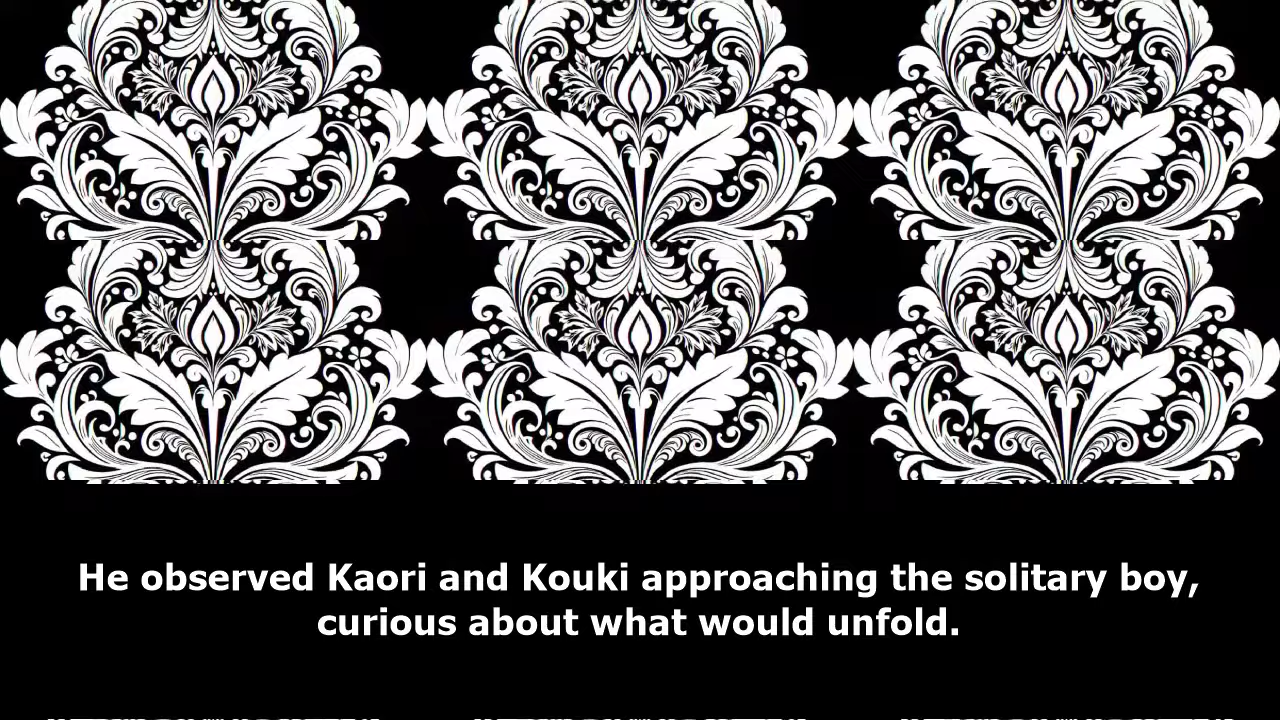 He observed Kaori and Kouki approaching the solitary boy,
curious about what would unfold.